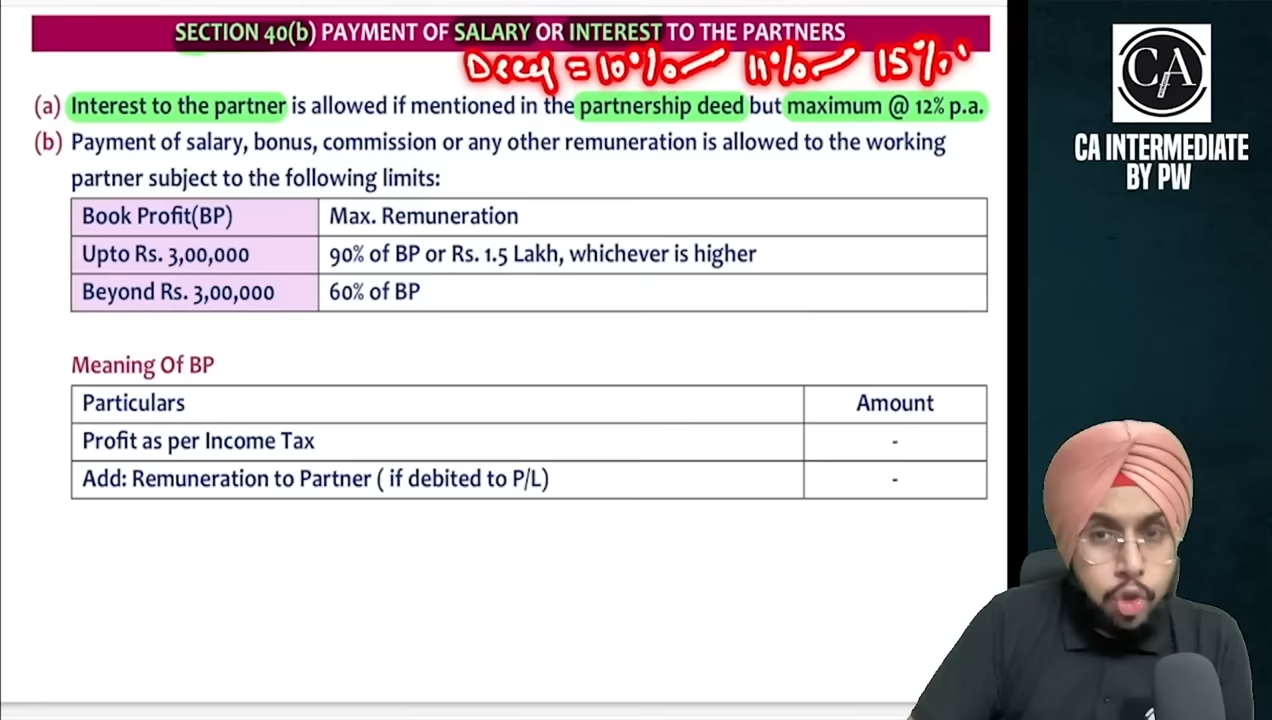 SECTION 40(b) PAYMENT OF SALARY OR INTEREST TO THE PARTNERS
Deed = 10% 11% 15%
(a) Interest to the partner is allowed if mentioned in the partnership deed but maximum @ 12% p.a.
(b) Payment of salary, bonus, commission or any other remuneration is allowed to the working
partner subject to the following limits:
Book Profit(BP) Max. Remuneration
Upto Rs. 3,00,000 90% of BP or Rs. 1.5 Lakh, whichever is higher
Beyond Rs. 3,00,000 60% of BP
Meaning Of BP
Particulars Amount
Profit as per Income Tax -
Add: Remuneration to Partner ( if debited to P/L) -
CA
CA INTERMEDIATE
BY PW